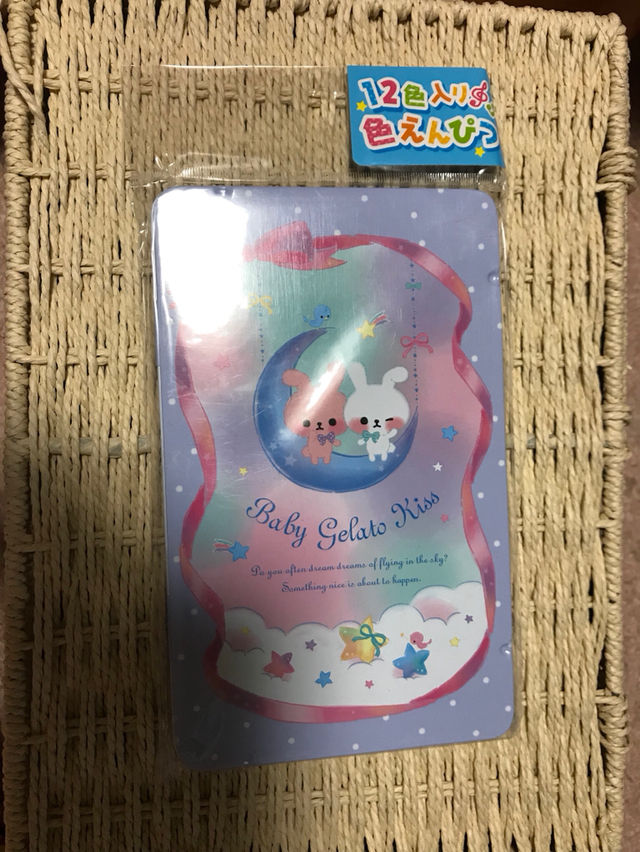 12色入り
色えんぴつ
Baby Gelato Kiss
Do you often dream dreams of flying in the sky?
Something nice is about to happen.